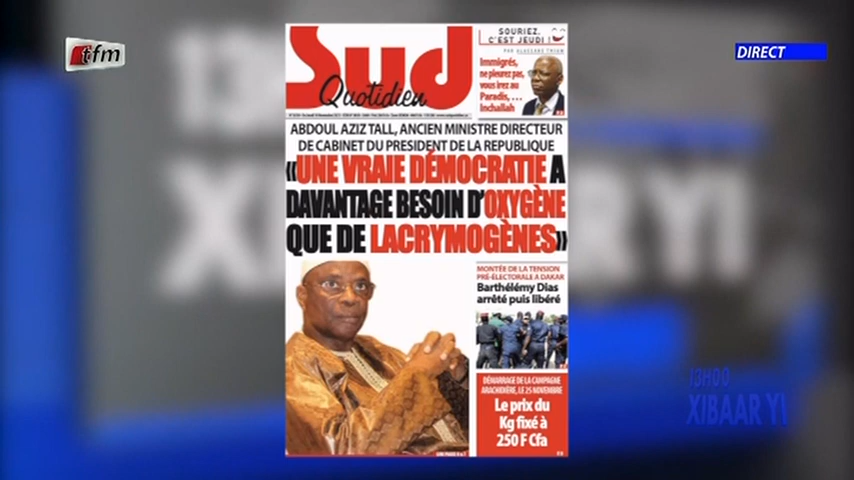 tfm
DIRECT
Sud
Quotidien
SOURIEZ,
C'EST JEUDI !
Immigrés,
ne pleurez pas,
vous irez au
Paradis, ...
Inchallah
ABDOUL AZIZ TALL, ANCIEN MINISTRE DIRECTEUR
DE CABINET DU PRÉSIDENT DE LA REPUBLIQUE
«UNE VRAIE DÉMOCRATIE A
DAVANTAGE BESOIN D'OXYGÈNE
QUE DE LACRYMOGÈNES»
MONTÉE DE LA TENSION
PRÉ-ÉLECTORALE A DAKAR
Barthélémy Dias
arrêté puis libéré
DÉMARRAGE DE LA CAMPAGNE
ARACHIDIÈRE, LE 25 NOVEMBRE
Le prix du
Kg fixé à
250 F Cfa
13H00
XIBAAR YI
XIBAARYI